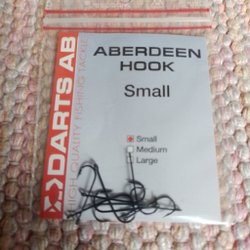 ABERDEEN
HOOK
Small
Small
Medium
Large
DARTS AB
HIGH QUALITY FISHING TACKLE